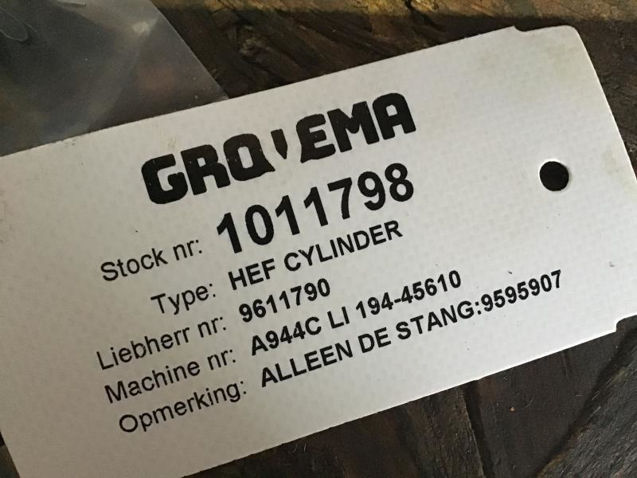 GROVEMA
Stock nr: 1011798
Type: HEF CYLINDER
Liebherr nr: 9611790
Machine nr: A944C LI 194-45610
Opmerking: ALLEEN DE STANG:9595907